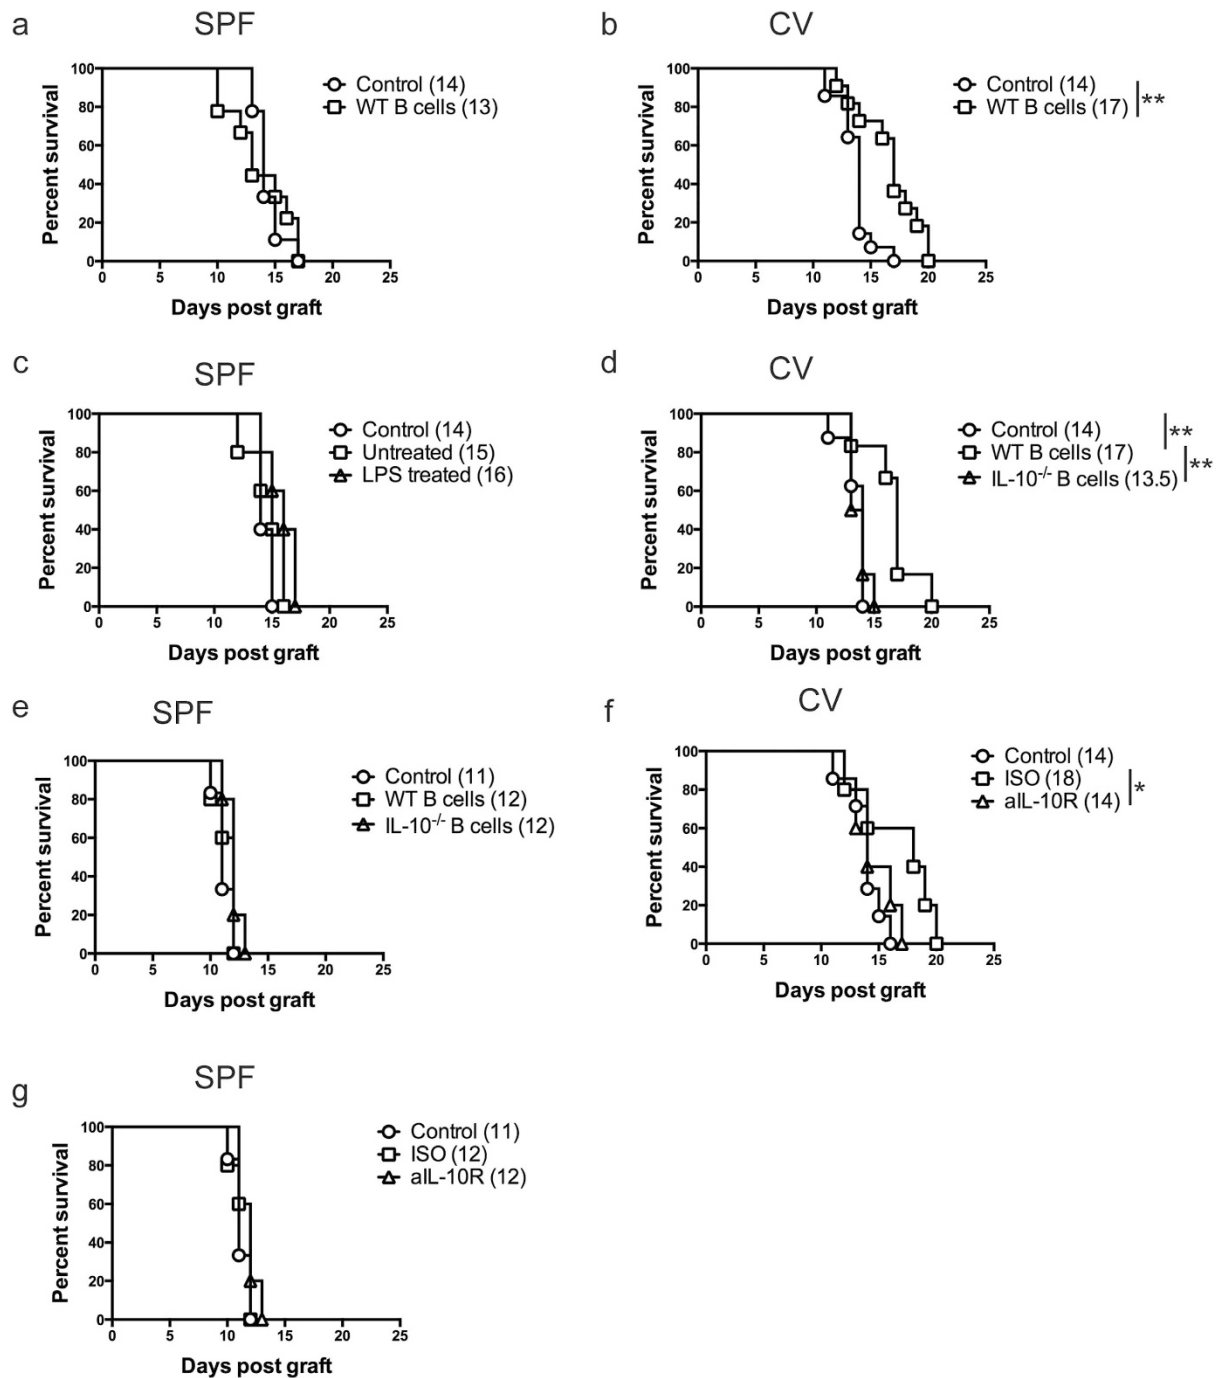 a
SPF
Percent survival
100
80
60
40
20
0
0 5 10 15 20 25
Days post graft
Control (14)
WT B cells (13)
b
CV
Percent survival
100
80
60
40
20
0
0 5 10 15 20 25
Days post graft
Control (14)
WT B cells (17)
**
c
SPF
Percent survival
100
80
60
40
20
0
0 5 10 15 20 25
Days post graft
Control (14)
Untreated (15)
LPS treated (16)
d
CV
Percent survival
100
80
60
40
20
0
0 5 10 15 20 25
Days post graft
Control (14)
WT B cells (17)
IL-10-/- B cells (13.5)
**
**
e
SPF
Percent survival
100
80
60
40
20
0
0 5 10 15 20 25
Days post graft
Control (11)
WT B cells (12)
IL-10-/- B cells (12)
f
CV
Percent survival
100
80
60
40
20
0
0 5 10 15 20 25
Days post graft
Control (14)
ISO (18)
aIL-10R (14)
*
g
SPF
Percent survival
100
80
60
40
20
0
0 5 10 15 20 25
Days post graft
Control (11)
ISO (12)
aIL-10R (12)